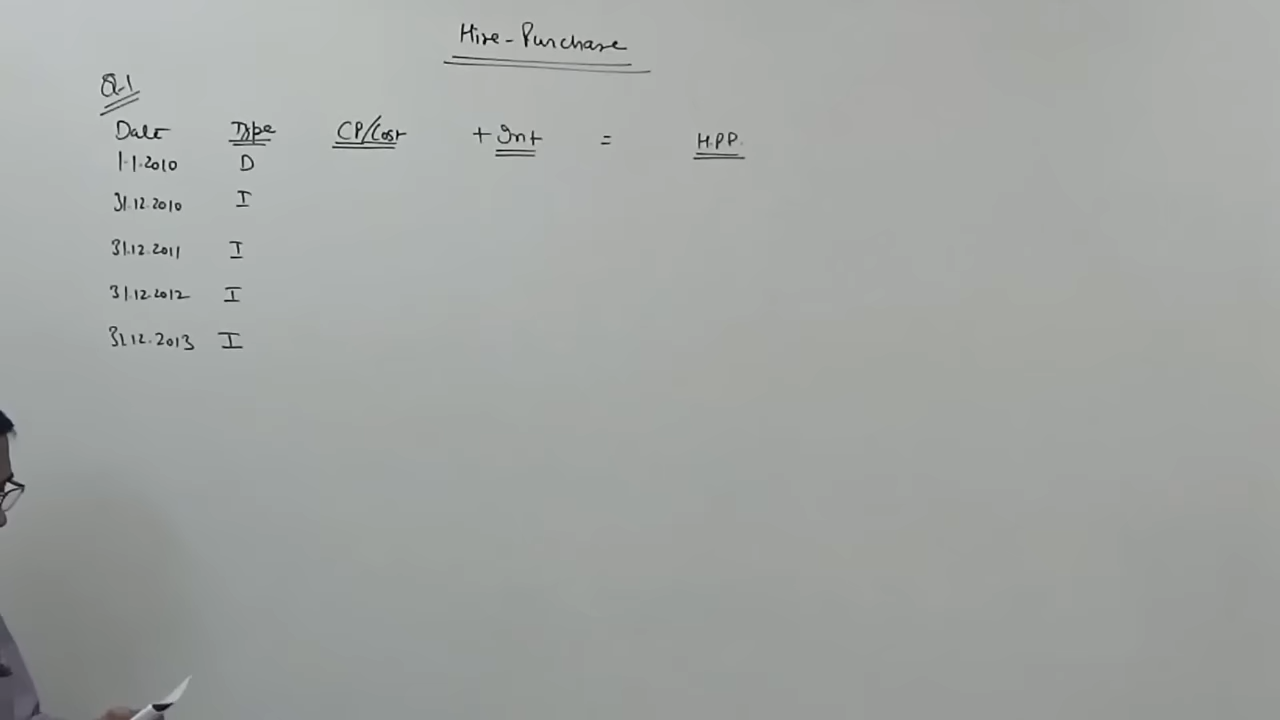 Hire-Purchase
Q.1
Date Type CP/Cost + Int = H.P.P.
1.1.2010 D
31.12.2010 I
31.12.2011 I
31.12.2012 I
31.12.2013 I